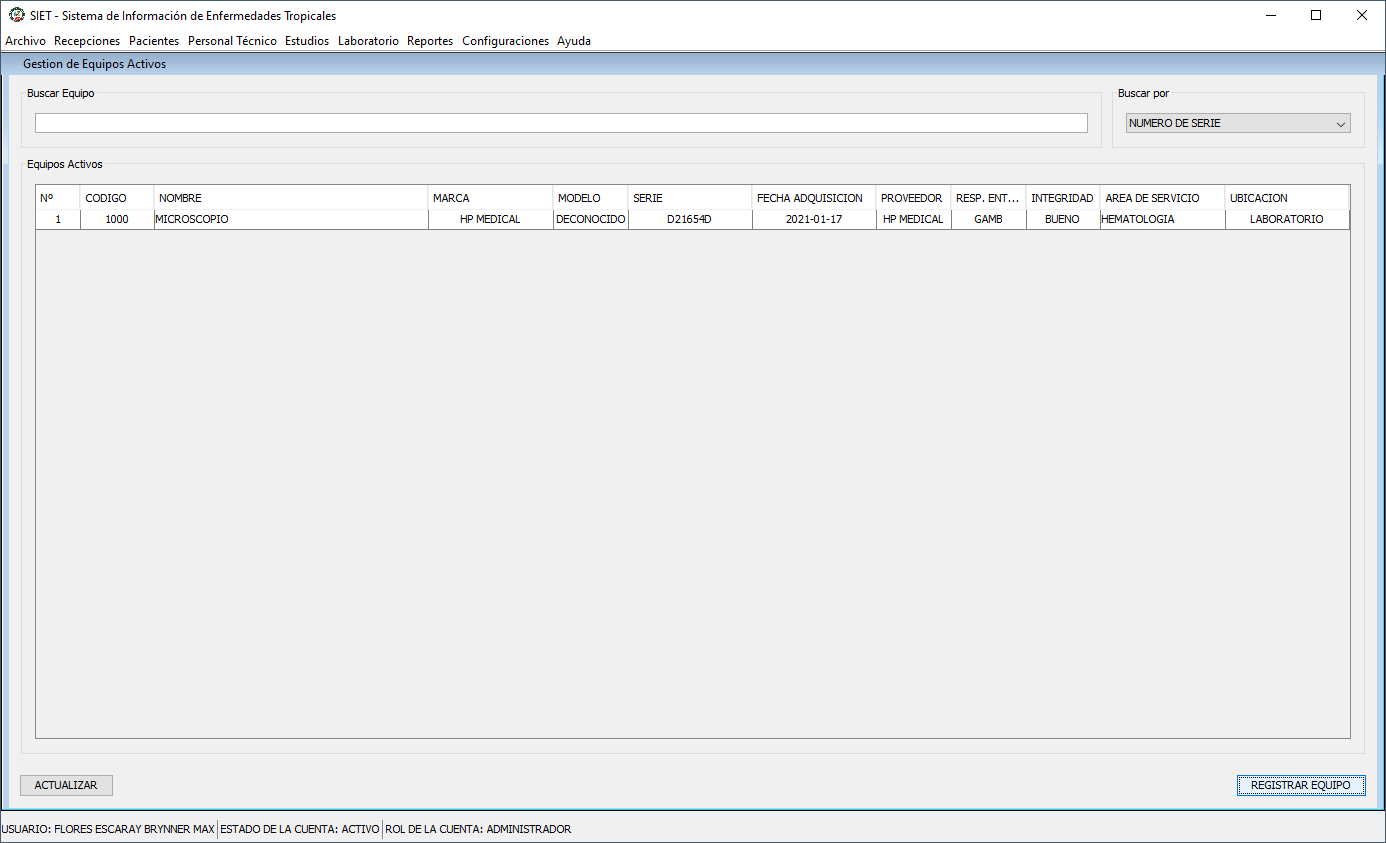 SIET - Sistema de Información de Enfermedades Tropicales
Archivo Recepciones Pacientes Personal Técnico Estudios Laboratorio Reportes Configuraciones Ayuda
Gestion de Equipos Activos
Buscar Equipo
Buscar por
NUMERO DE SERIE
Equipos Activos
Nº CODIGO NOMBRE MARCA MODELO SERIE FECHA ADQUISICION PROVEEDOR RESP. ENT... INTEGRIDAD AREA DE SERVICIO UBICACION
1 1000 MICROSCOPIO HP MEDICAL DECONOCIDO D21654D 2021-01-17 HP MEDICAL GAMB BUENO HEMATOLOGIA LABORATORIO
ACTUALIZAR REGISTRAR EQUIPO
USUARIO: FLORES ESCARAY BRYNNER MAX ESTADO DE LA CUENTA: ACTIVO ROL DE LA CUENTA: ADMINISTRADOR